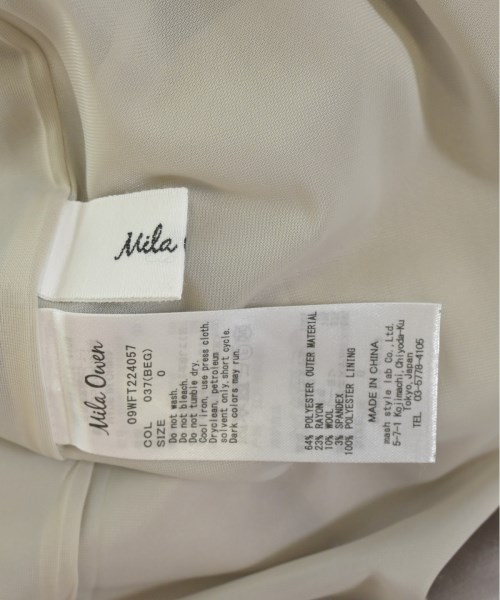 Mila
Mila Owen
09WFT224057
COL 037(BEG)
SIZE 0
Do not wash.
Do not bleach.
Do not tumble dry.
Cool iron, use press cloth.
Dryclean, petroleum
solvent only, short cycle.
Dark colors may run.
64% POLYESTER OUTER MATERIAL
23% RAYON
10% WOOL
3% SPANDEX
100% POLYESTER LINING
MADE IN CHINA
mash style lab Co., Ltd.
5-7-1 Kojimachi, Chiyoda-Ku
Tokyo Japan
TEL 03-5778-4105